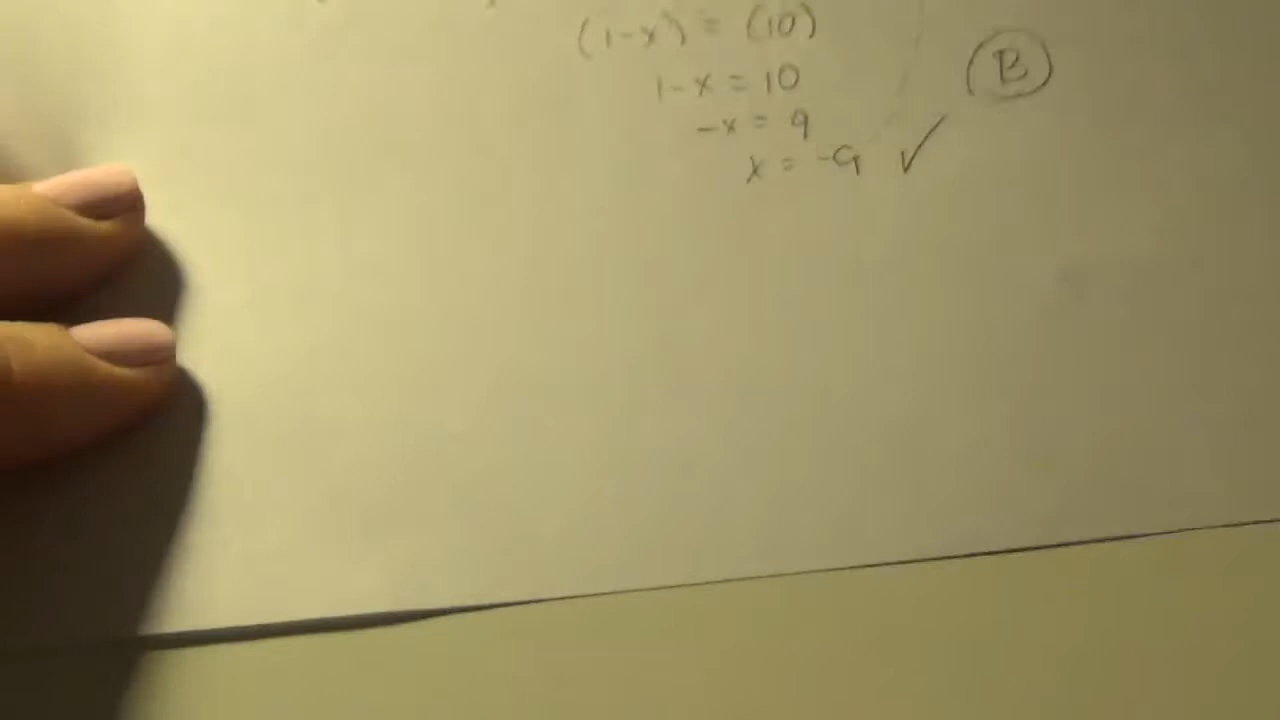 (1-x) = (10)
1-x = 10
B
-x = 9
x = -9 ✓